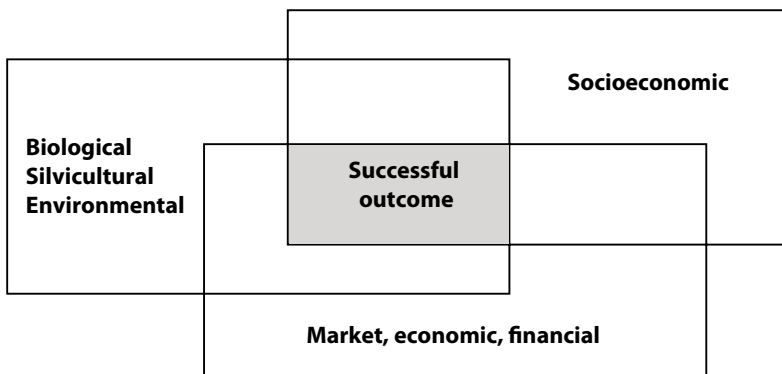 Socioeconomic
Biological
Silvicultural
Environmental
Successful
outcome
Market, economic, financial